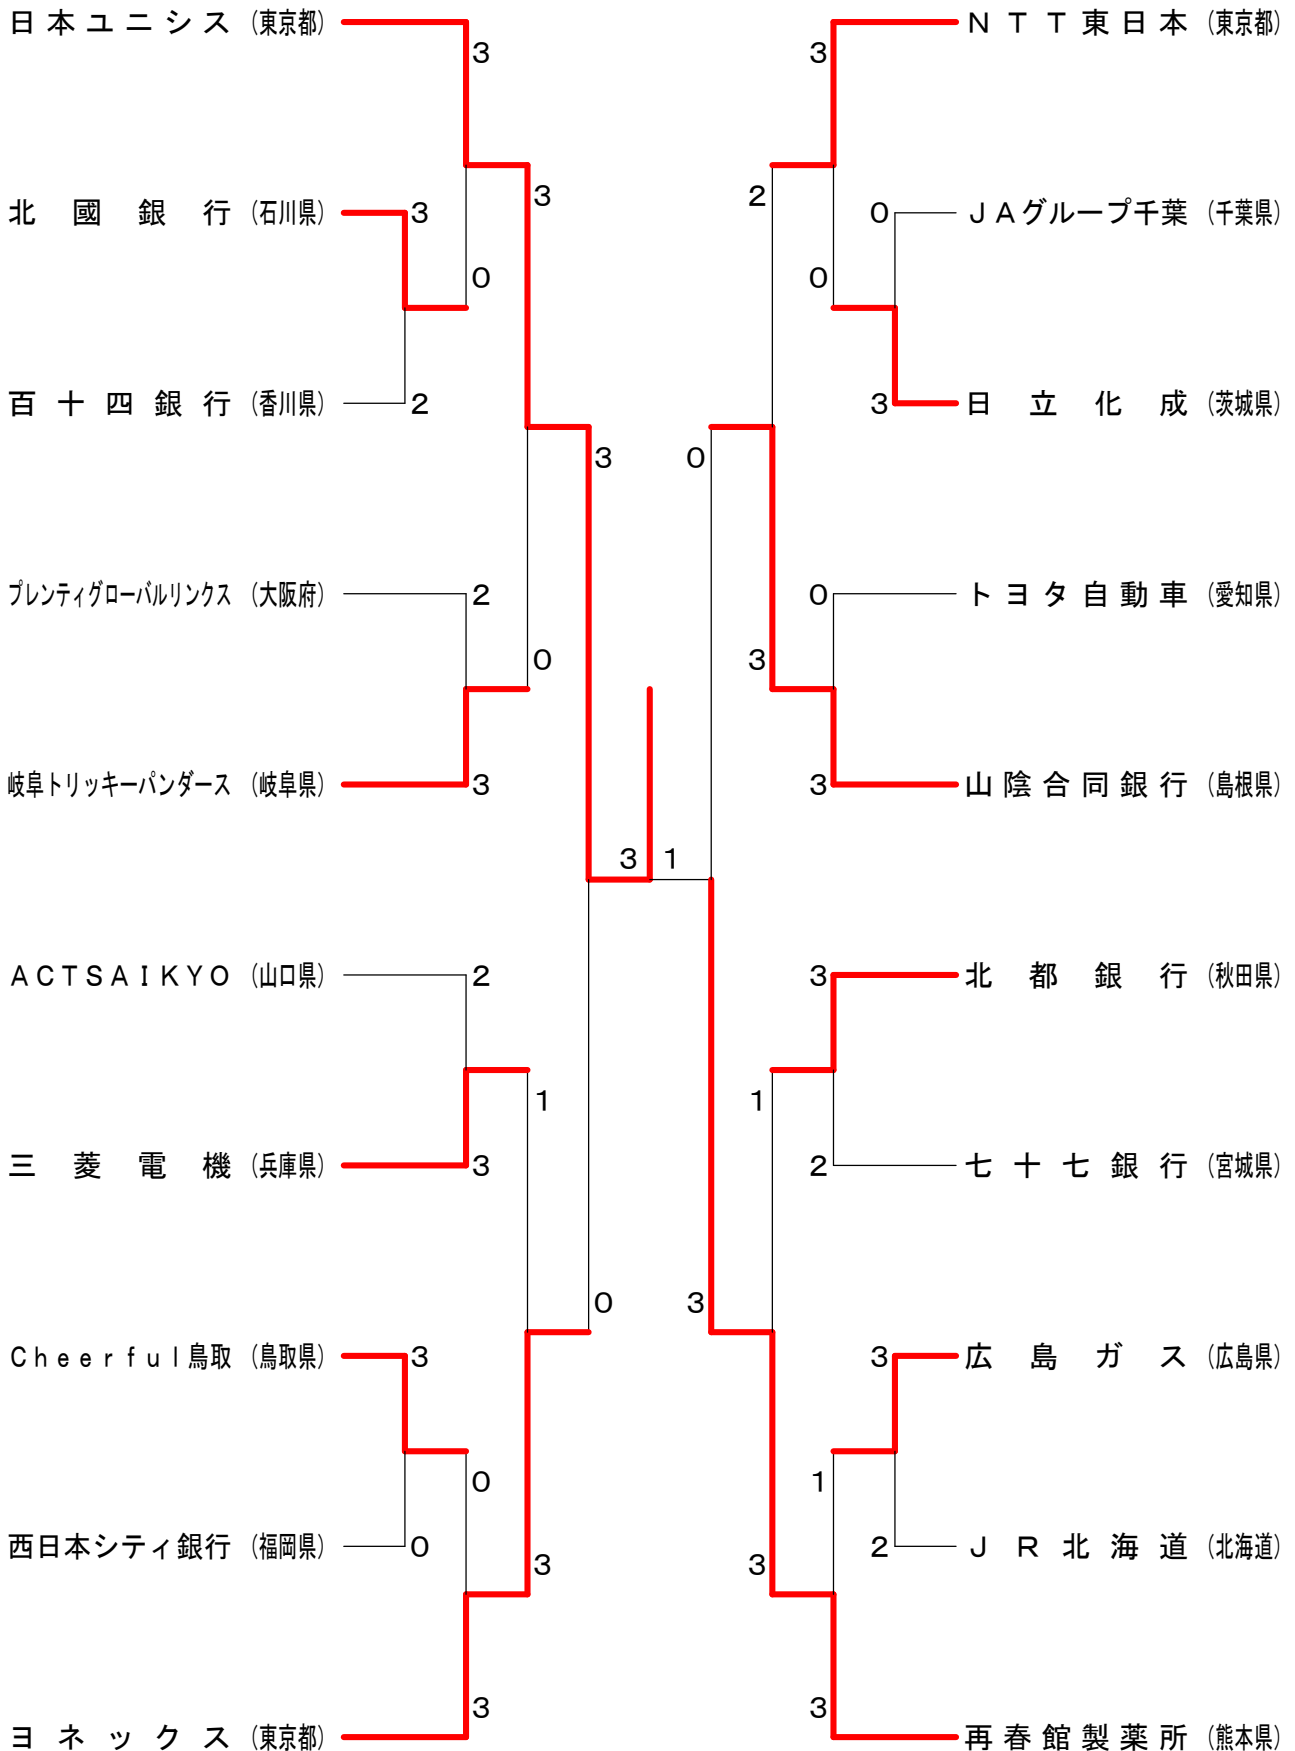 日本ユニシス (東京都)
3
3
北國銀行 (石川県)
3
0
百十四銀行 (香川県)
2
3
プレンティグローバルリンクス (大阪府)
2
0
岐阜トリッキーパンダース (岐阜県)
3
3
1
ACTSAIKYO (山口県)
2
1
三菱電機 (兵庫県)
3
0
Cheerful鳥取 (鳥取県)
3
0
西日本シティ銀行 (福岡県)
0
3
ヨネックス (東京都)
3
3
NTT東日本 (東京都)
2
0
JAグループ千葉 (千葉県)
0
3
日立化成 (茨城県)
0
0
トヨタ自動車 (愛知県)
3
3
山陰合同銀行 (島根県)
3
北都銀行 (秋田県)
1
2
七十七銀行 (宮城県)
3
3
広島ガス (広島県)
1
2
JR北海道 (北海道)
3
3
再春館製薬所 (熊本県)